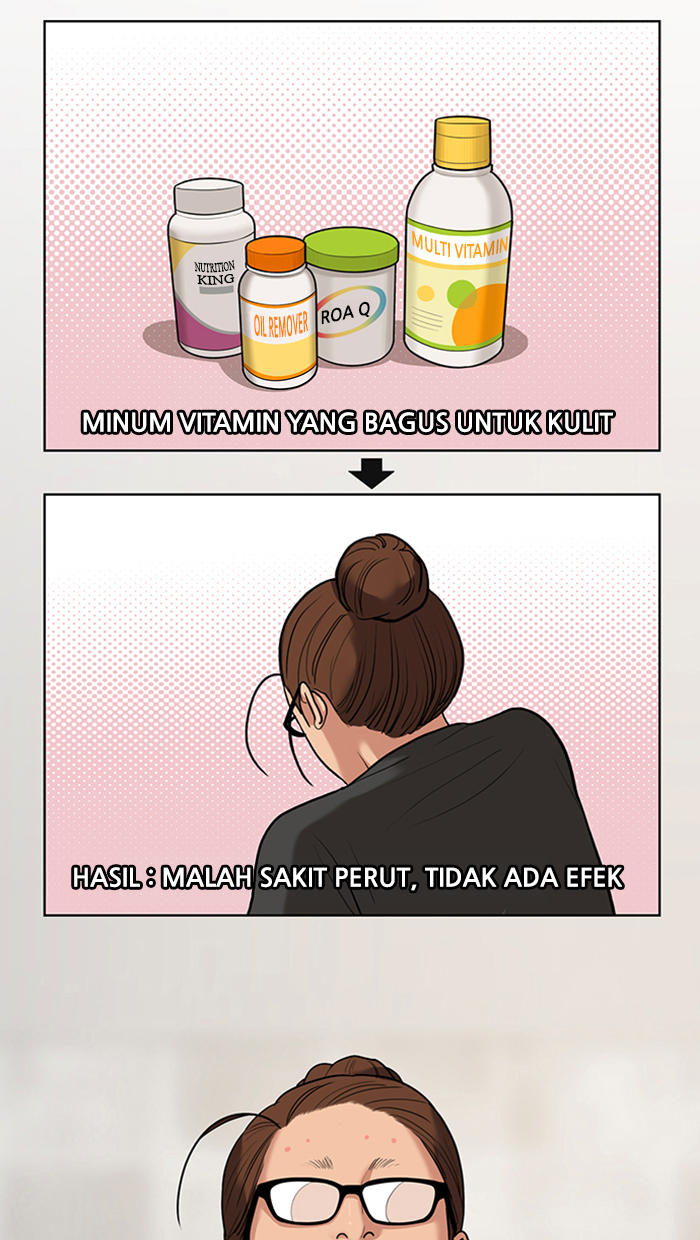 NUTRITION
KING
OIL REMOVER
ROA Q
MULTI VITAMIN
MINUM VITAMIN YANG BAGUS UNTUK KULIT
HASIL : MALAH SAKIT PERUT, TIDAK ADA EFEK